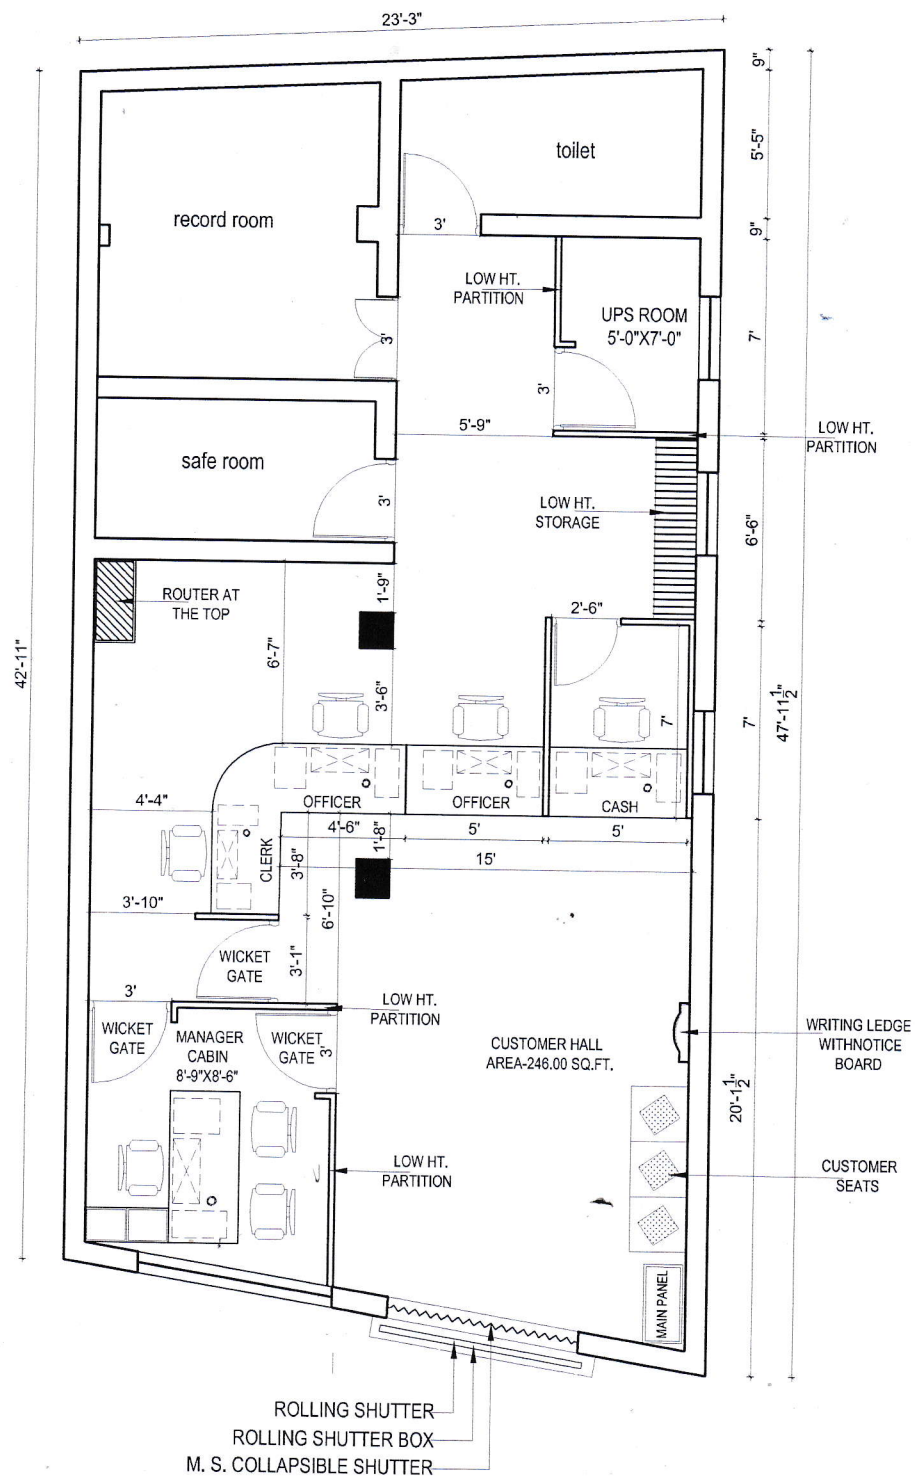 23'-3"
9"
toilet
5'-5"
record room
3'
9"
LOW HT.
PARTITION
UPS ROOM
5'-0"X7'-0"
3'
7'
3'
5'-9"
LOW HT.
PARTITION
safe room
3'
LOW HT.
STORAGE
6'-6"
ROUTER AT
THE TOP
1'-9"
2'-6"
6'-7"
42'-11"
3'-6"
7'
7'
47'-11 1/2"
4'-4"
OFFICER
OFFICER
CASH
4'-6"
5'
5'
1'-8"
CLERK
3'-8"
15'
3'-10"
6'-10"
WICKET
GATE
3'-1"
3'
LOW HT.
PARTITION
WICKET
GATE
MANAGER
CABIN
8'-9"X8'-6"
WICKET
GATE
3'
CUSTOMER HALL
AREA-246.00 SQ.FT.
WRITING LEDGE
WITHNOTICE
BOARD
20'-1 1/2"
LOW HT.
PARTITION
CUSTOMER
SEATS
MAIN PANEL
ROLLING SHUTTER
ROLLING SHUTTER BOX
M. S. COLLAPSIBLE SHUTTER